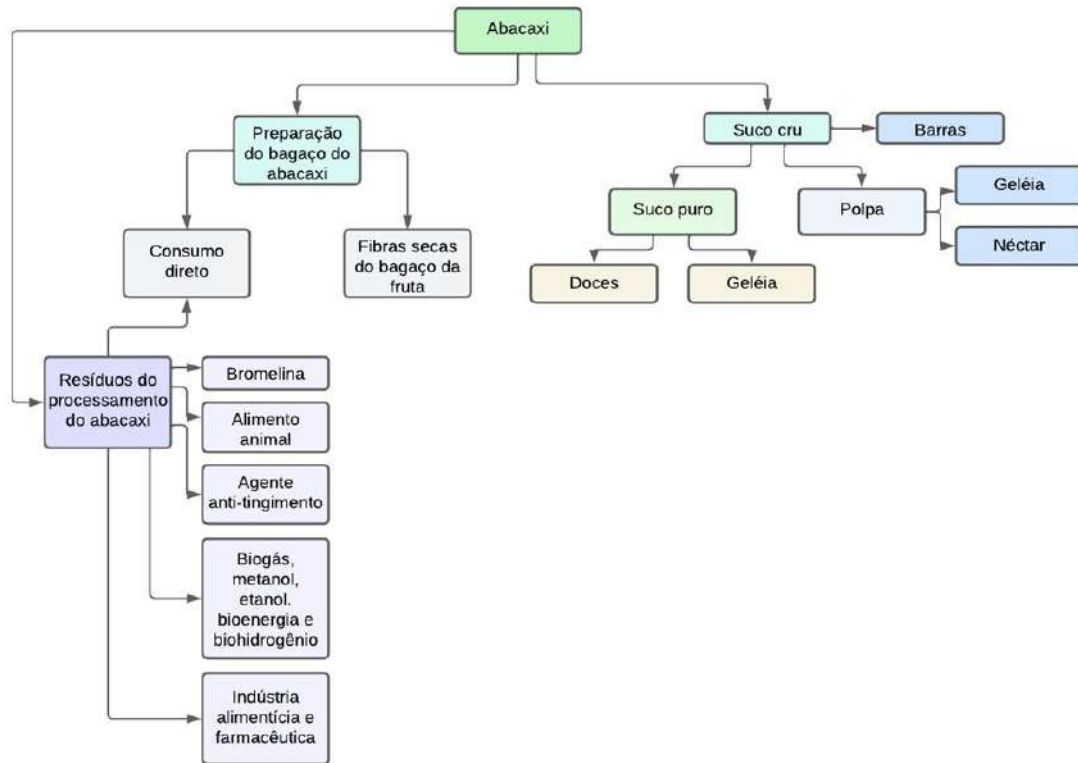 Abacaxi
Preparação
do bagaço do
abacaxi
Suco cru
Barras
Consumo
direto
Fibras secas
do bagaço da
fruta
Suco puro
Polpa
Geléia
Néctar
Doces
Geléia
Resíduos do
processamento
do abacaxi
Bromelina
Alimento
animal
Agente
anti-tingimento
Biogás,
metanol,
etanol.
bioenergia e
biohidrogênio
Indústria
alimentícia e
farmacêutica